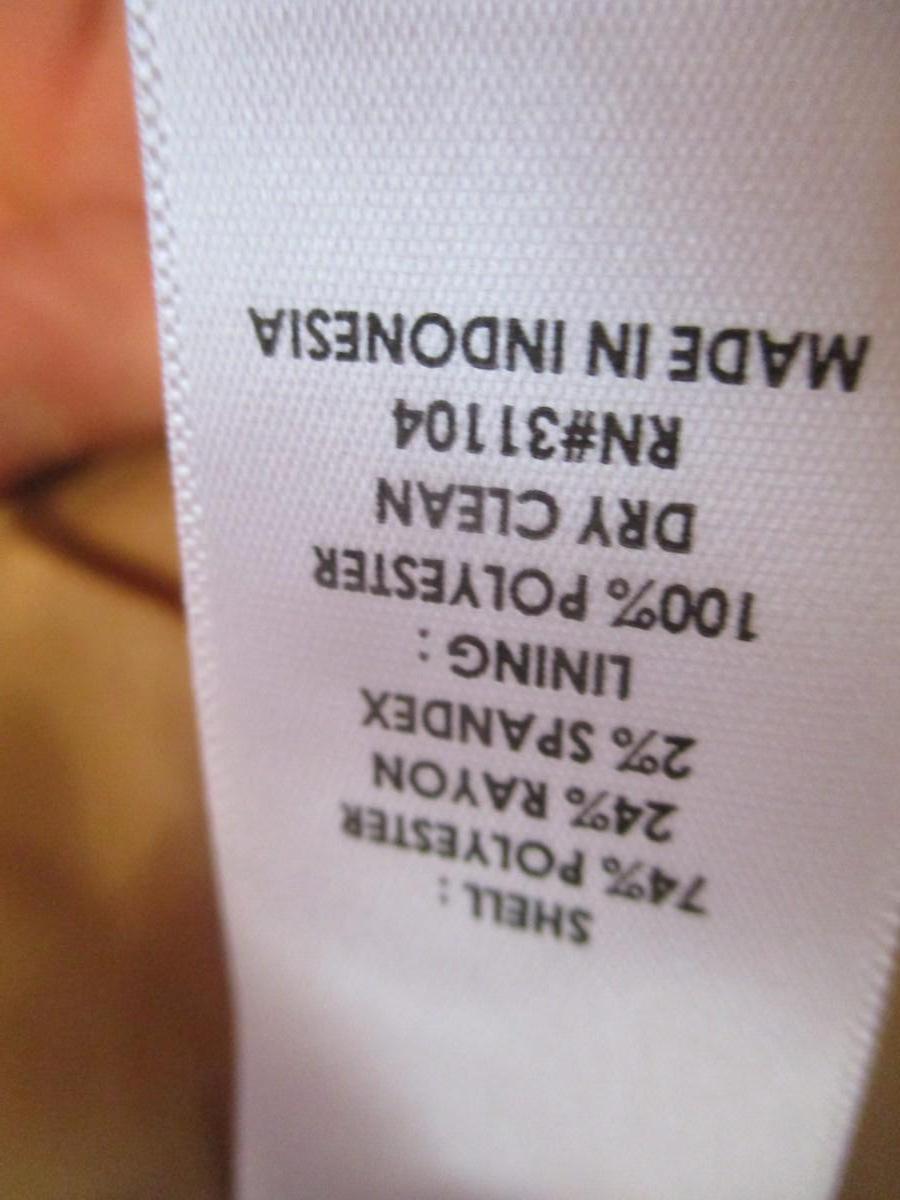 SHELL :
74% POLYESTER
24% RAYON
2% SPANDEX
LINING :
100% POLYESTER
DRY CLEAN
RN#31104
MADE IN INDONESIA